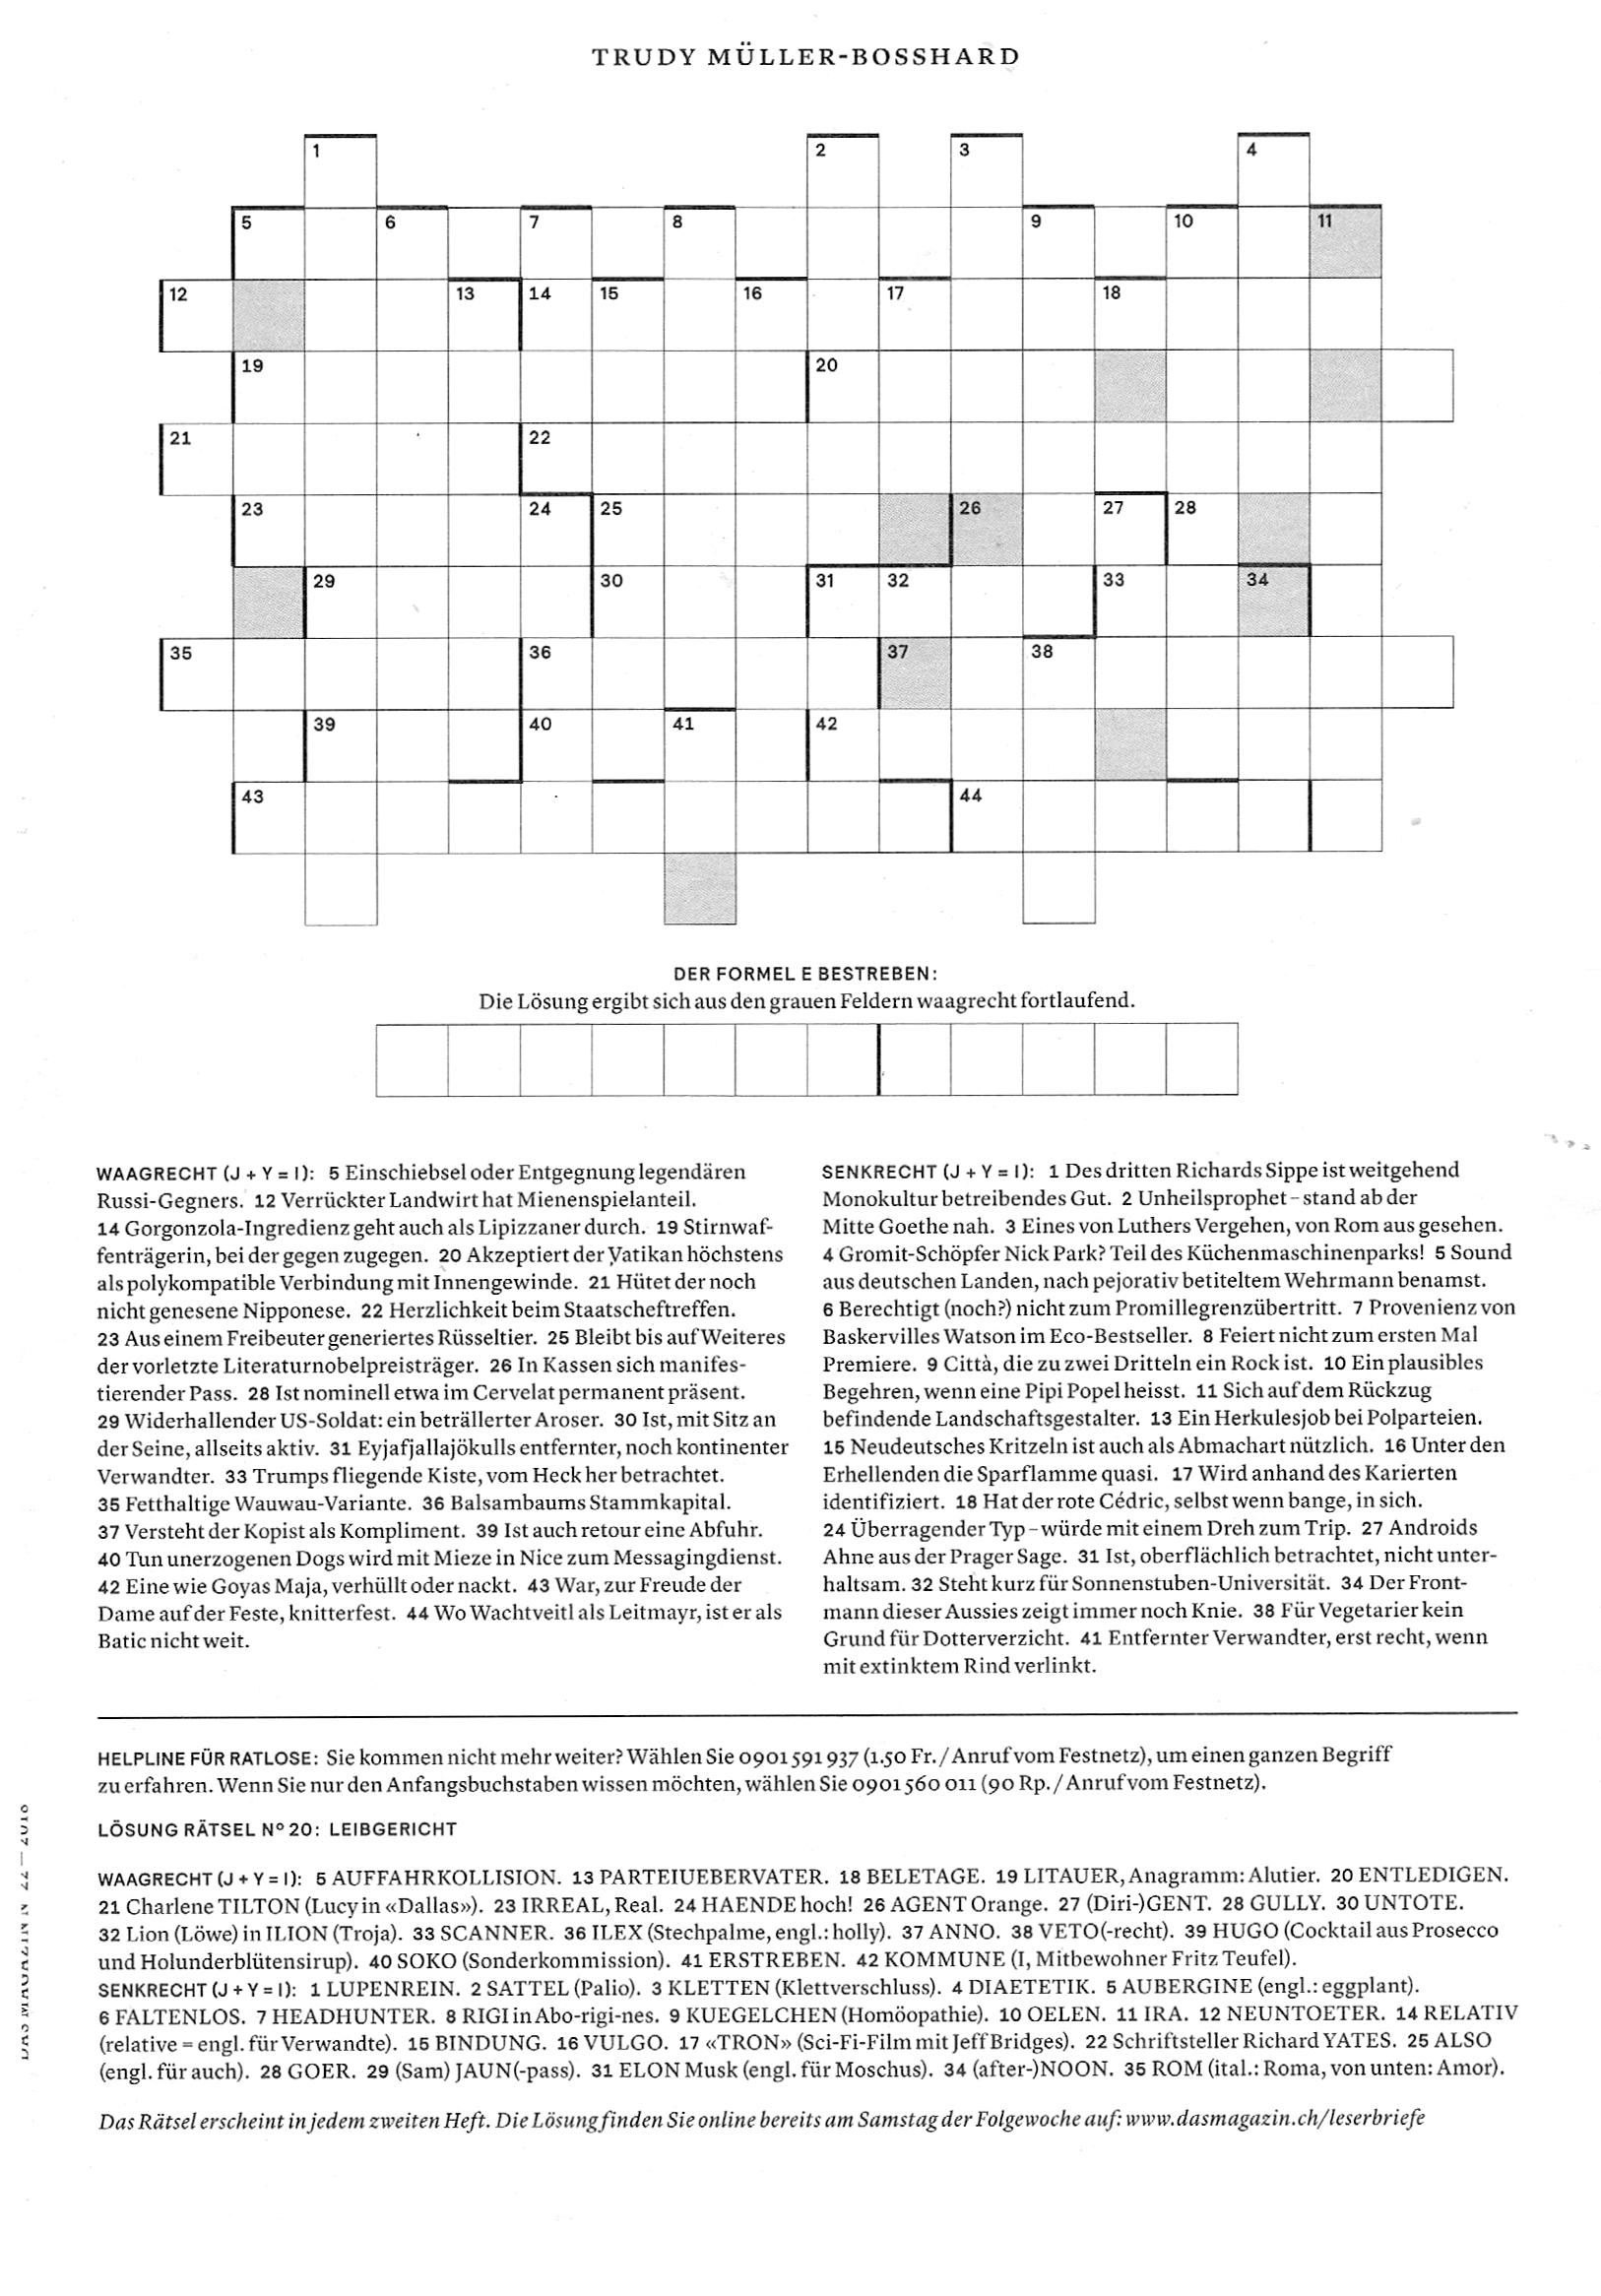 TRUDY MÜLLER-BOSSHARD
1 2 3 4
5 6 7 8 9 10 11
12 13 14 15 16 17 18
19 20
21 22
23 24 25 26 27 28
29 30 31 32 33 34
35 36 37 38
39 40 41 42
43 44
DER FORMEL E BESTREBEN:
Die Lösung ergibt sich aus den grauen Feldern waagrecht fortlaufend.
WAAGRECHT (J + Y = I): 5 Einschiebsel oder Entgegnung legendären
Russi-Gegners. 12 Verrückter Landwirt hat Mienenspielanteil.
14 Gorgonzola-Ingredienz geht auch als Lipizzaner durch. 19 Stirnwaf-
fenträgerin, bei der gegen zugegen. 20 Akzeptiert der Vatikan höchstens
als polykompatible Verbindung mit Innengewinde. 21 Hütet der noch
nicht genesene Nipponese. 22 Herzlichkeit beim Staatscheftreffen.
23 Aus einem Freibeuter generiertes Rüsseltier. 25 Bleibt bis auf Weiteres
der vorletzte Literaturnobelpreisträger. 26 In Kassen sich manifes-
tierender Pass. 28 Ist nominell etwa im Cervelat permanent präsent.
29 Widerhallender US-Soldat: ein beträllerter Aroser. 30 Ist, mit Sitz an
der Seine, allseits aktiv. 31 Eyjafjallajökulls entfernter, noch kontinenter
Verwandter. 33 Trumps fliegende Kiste, vom Heck her betrachtet.
35 Fetthaltige Wauwau-Variante. 36 Balsambaums Stammkapital.
37 Versteht der Kopist als Kompliment. 39 Ist auch retour eine Abfuhr.
40 Tun unerzogenen Dogs wird mit Mieze in Nice zum Messagingdienst.
42 Eine wie Goyas Maja, verhüllt oder nackt. 43 War, zur Freude der
Dame auf der Feste, knitterfest. 44 Wo Wachtveitl als Leitmayr, ist er als
Batic nicht weit.
SENKRECHT (J + Y = I): 1 Des dritten Richards Sippe ist weitgehend
Monokultur betreibendes Gut. 2 Unheilsprophet – stand ab der
Mitte Goethe nah. 3 Eines von Luthers Vergehen, von Rom aus gesehen.
4 Gromit-Schöpfer Nick Park? Teil des Küchenmaschinenparks! 5 Sound
aus deutschen Landen, nach pejorativ betiteltem Wehrmann benamst.
6 Berechtigt (noch?) nicht zum Promillegrenzübertritt. 7 Provenienz von
Baskervilles Watson im Eco-Bestseller. 8 Feiert nicht zum ersten Mal
Premiere. 9 Città, die zu zwei Dritteln ein Rock ist. 10 Ein plausibles
Begehren, wenn eine Pipi Popel heisst. 11 Sich auf dem Rückzug
befindende Landschaftsgestalter. 13 Ein Herkulesjob bei Polparteien.
15 Neudeutsches Kritzeln ist auch als Abmachart nützlich. 16 Unter den
Erhellenden die Sparflamme quasi. 17 Wird anhand des Karierten
identifiziert. 18 Hat der rote Cédric, selbst wenn bange, in sich.
24 Überragender Typ – würde mit einem Dreh zum Trip. 27 Androids
Ahne aus der Prager Sage. 31 Ist, oberflächlich betrachtet, nicht unter-
haltsam. 32 Steht kurz für Sonnenstuben-Universität. 34 Der Front-
mann dieser Aussies zeigt immer noch Knie. 38 Für Vegetarier kein
Grund für Dotterverzicht. 41 Entfernter Verwandter, erst recht, wenn
mit extinktem Rind verlinkt.
HELPLINE FÜR RATLOSE: Sie kommen nicht mehr weiter? Wählen Sie 0901 591 937 (1.50 Fr./Anruf vom Festnetz), um einen ganzen Begriff
zu erfahren. Wenn Sie nur den Anfangsbuchstaben wissen möchten, wählen Sie 0901 560 011 (90 Rp./Anruf vom Festnetz).
LÖSUNG RÄTSEL Nº 20: LEIBGERICHT
WAAGRECHT (J + Y = I): 5 AUFFAHRKOLLISION. 13 PARTEIUEBERVATER. 18 BELETAGE. 19 LITAUER, Anagramm: Alutier. 20 ENTLEDIGEN.
21 Charlene TILTON (Lucy in «Dallas»). 23 IRREAL, Real. 24 HAENDE hoch! 26 AGENT Orange. 27 (Diri-)GENT. 28 GULLY. 30 UNTOTE.
32 Lion (Löwe) in ILION (Troja). 33 SCANNER. 36 ILEX (Stechpalme, engl.: holly). 37 ANNO. 38 VETO(-recht). 39 HUGO (Cocktail aus Prosecco
und Holunderblütensirup). 40 SOKO (Sonderkommission). 41 ERSTREBEN. 42 KOMMUNE (I, Mitbewohner Fritz Teufel).
SENKRECHT (J + Y = I): 1 LUPENREIN. 2 SATTEL (Palio). 3 KLETTEN (Klettverschluss). 4 DIAETETIK. 5 AUBERGINE (engl.: eggplant).
6 FALTENLOS. 7 HEADHUNTER. 8 RIGI in Abo-rigi-nes. 9 KUEGELCHEN (Homöopathie). 10 OELEN. 11 IRA. 12 NEUNTOETER. 14 RELATIV
(relative = engl. für Verwandte). 15 BINDUNG. 16 VULGO. 17 «TRON» (Sci-Fi-Film mit Jeff Bridges). 22 Schriftsteller Richard YATES. 25 ALSO
(engl. für auch). 28 GOER. 29 (Sam) JAUN(-pass). 31 ELON Musk (engl. für Moschus). 34 (after-)NOON. 35 ROM (ital.: Roma, von unten: Amor).
Das Rätsel erscheint in jedem zweiten Heft. Die Lösung finden Sie online bereits am Samstag der Folgewoche auf: www.dasmagazin.ch/leserbriefe